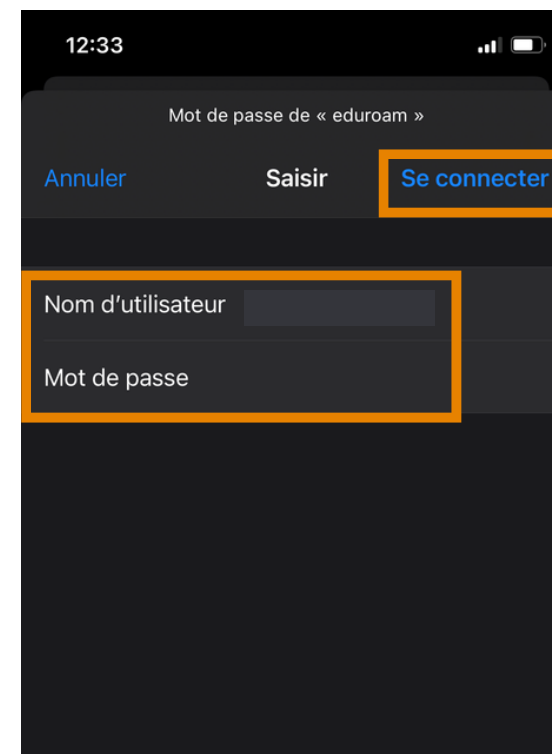 12:33
Mot de passe de « eduroam »
Annuler Saisir Se connecter
Nom d’utilisateur
Mot de passe